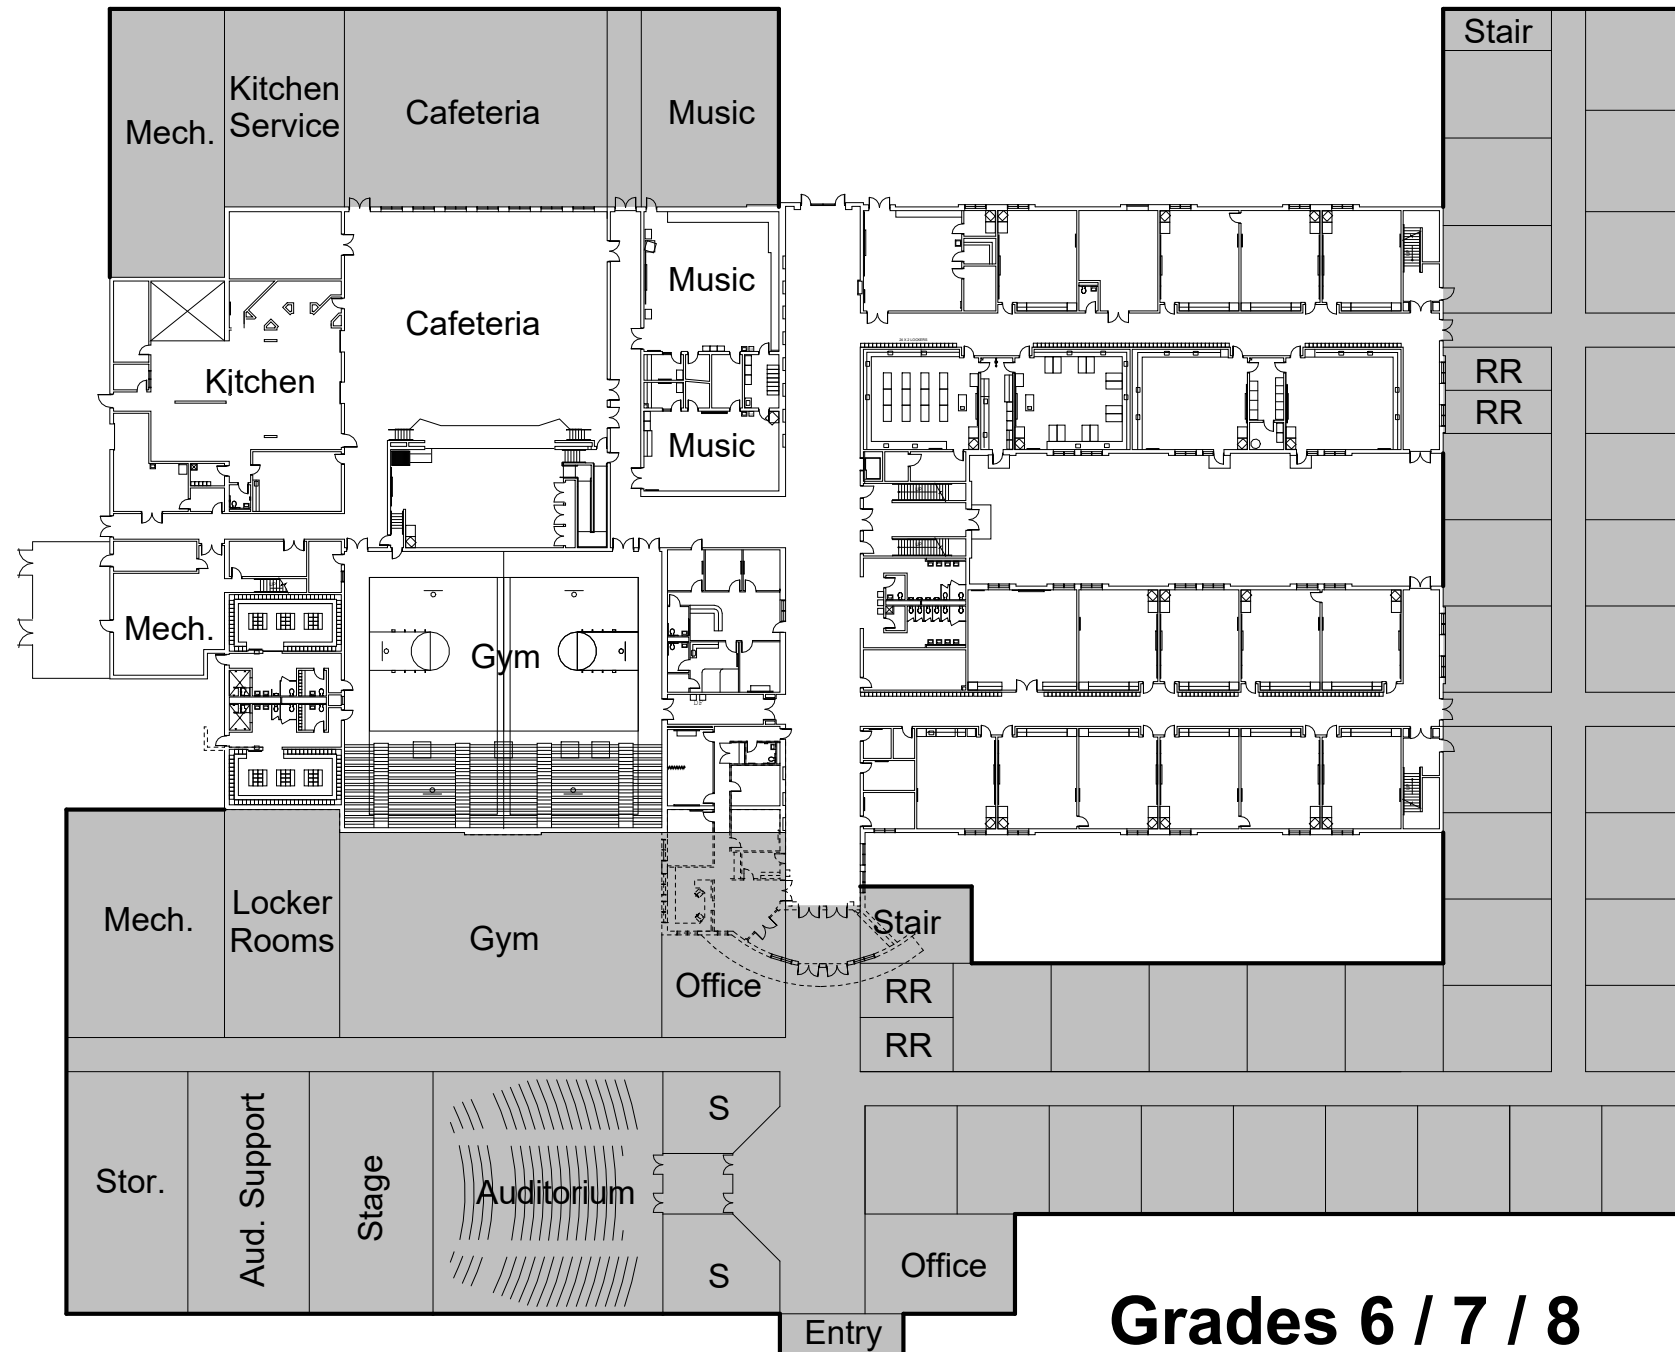 Stair
Kitchen
Service
Cafeteria
Music
Mech.
Music
Cafeteria
Kitchen
RR
RR
Music
Mech.
Gym
Mech.
Locker
Rooms
Gym
Stair
Office
RR
RR
S
Stor.
Aud. Support
Stage
Auditorium
S
Office
Entry
Grades 6 / 7 / 8